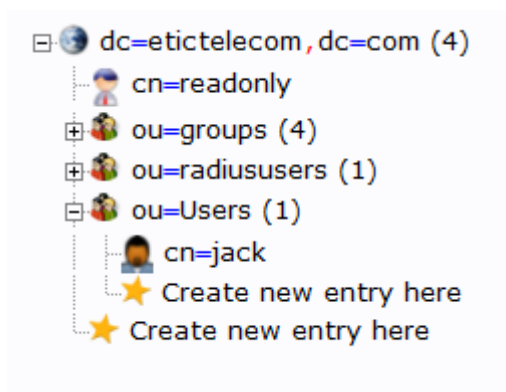 dc=etictelecom,dc=com (4)
cn=readonly
ou=groups (4)
ou=radiususers (1)
ou=Users (1)
cn=jack
Create new entry here
Create new entry here